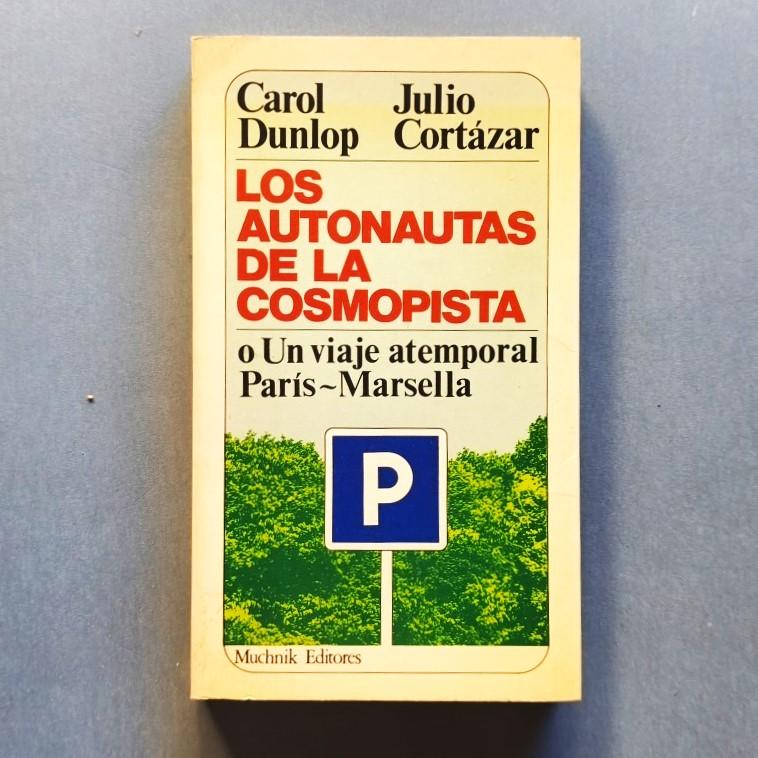 Carol Dunlop
Julio Cortázar
LOS
AUTONAUTAS
DE LA
COSMOPISTA
o Un viaje atemporal
París~Marsella
P
Muchnik Editores